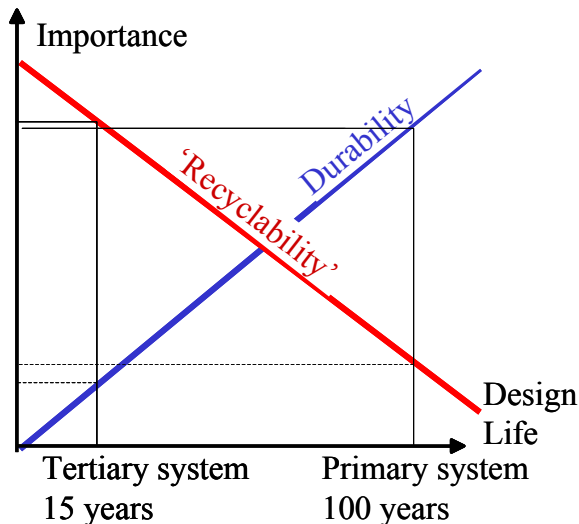 Importance
Durability
‘Recyclability’
Design
Life
Tertiary system
15 years
Primary system
100 years